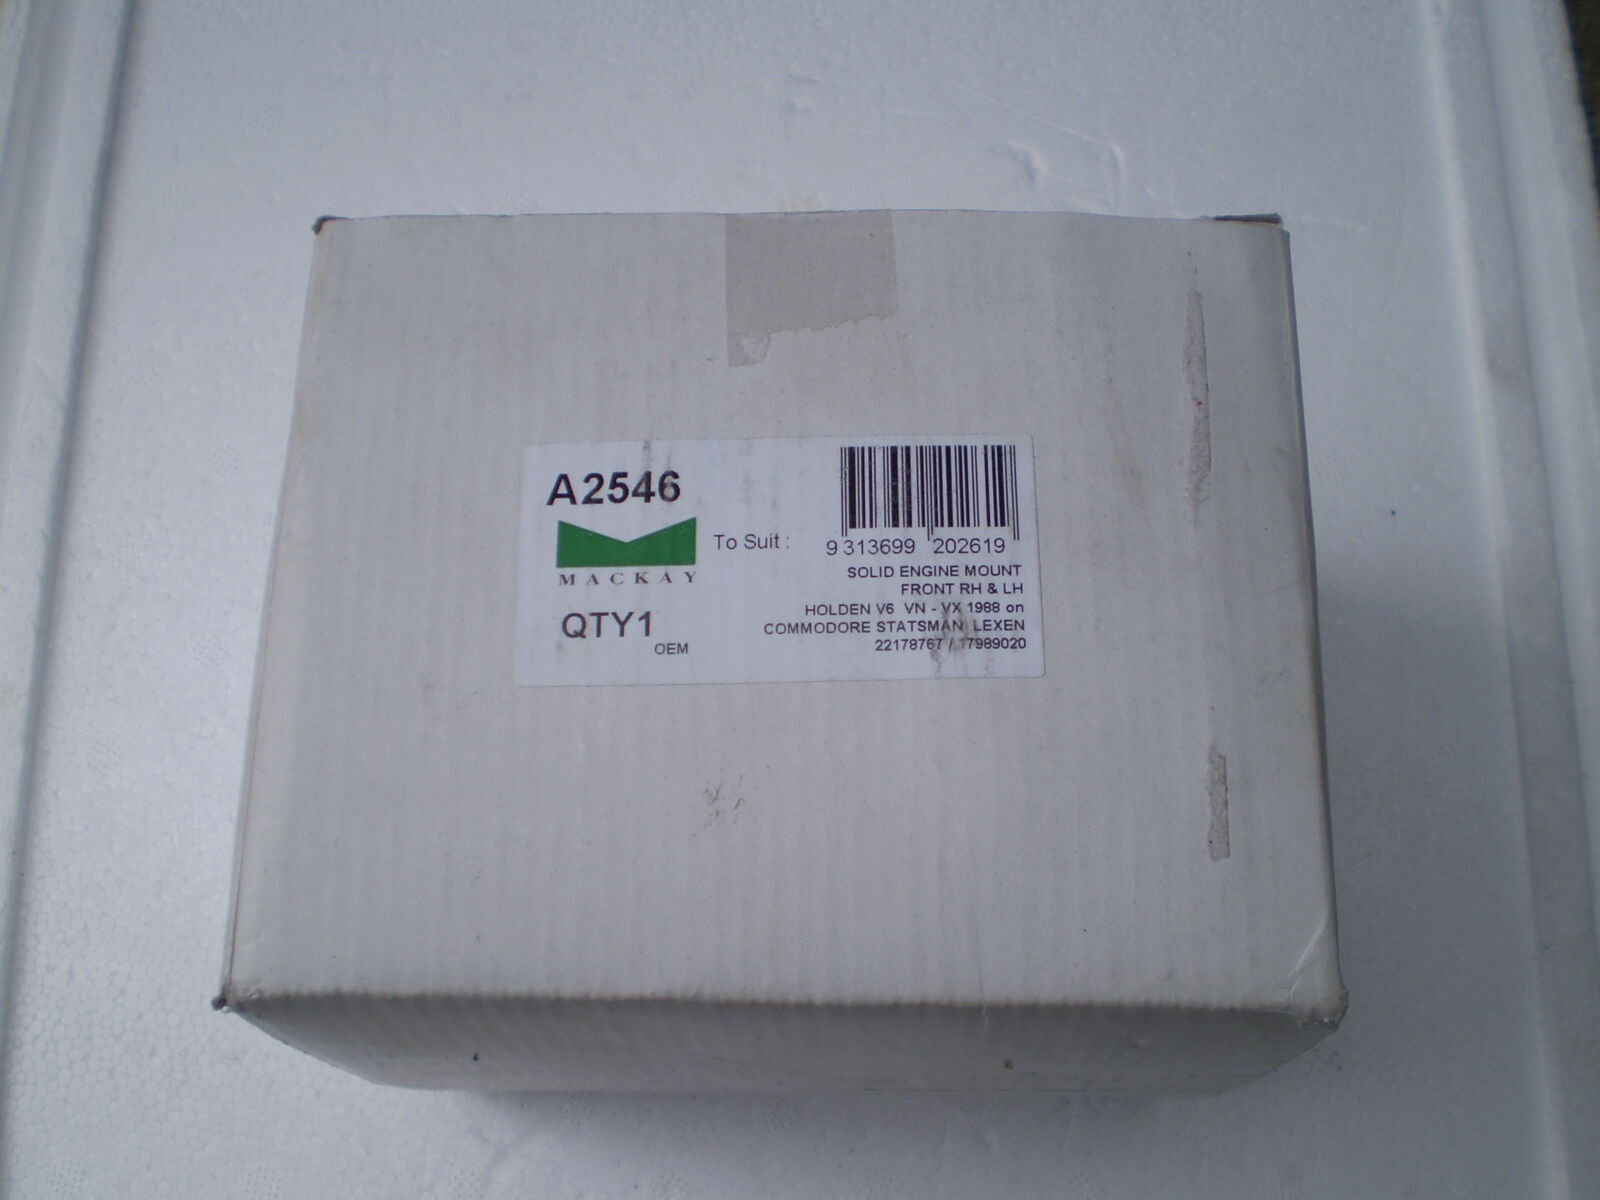 A2546
MACKAY
QTY1
OEM
To Suit :
9 313699 202619
SOLID ENGINE MOUNT
FRONT RH & LH
HOLDEN V6 VN - VX 1988 on
COMMODORE STATSMAN LEXEN
22178767 / 77989020